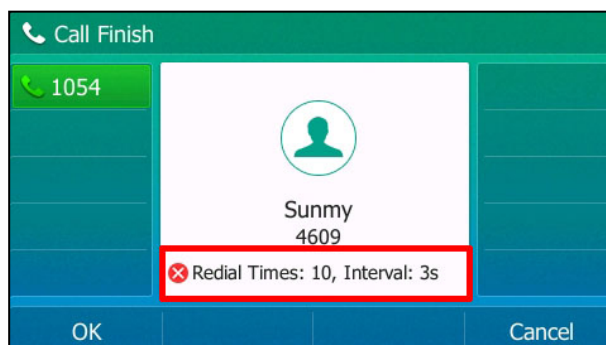 Call Finish
1054
Sunmy
4609
Redial Times: 10, Interval: 3s
OK
Cancel